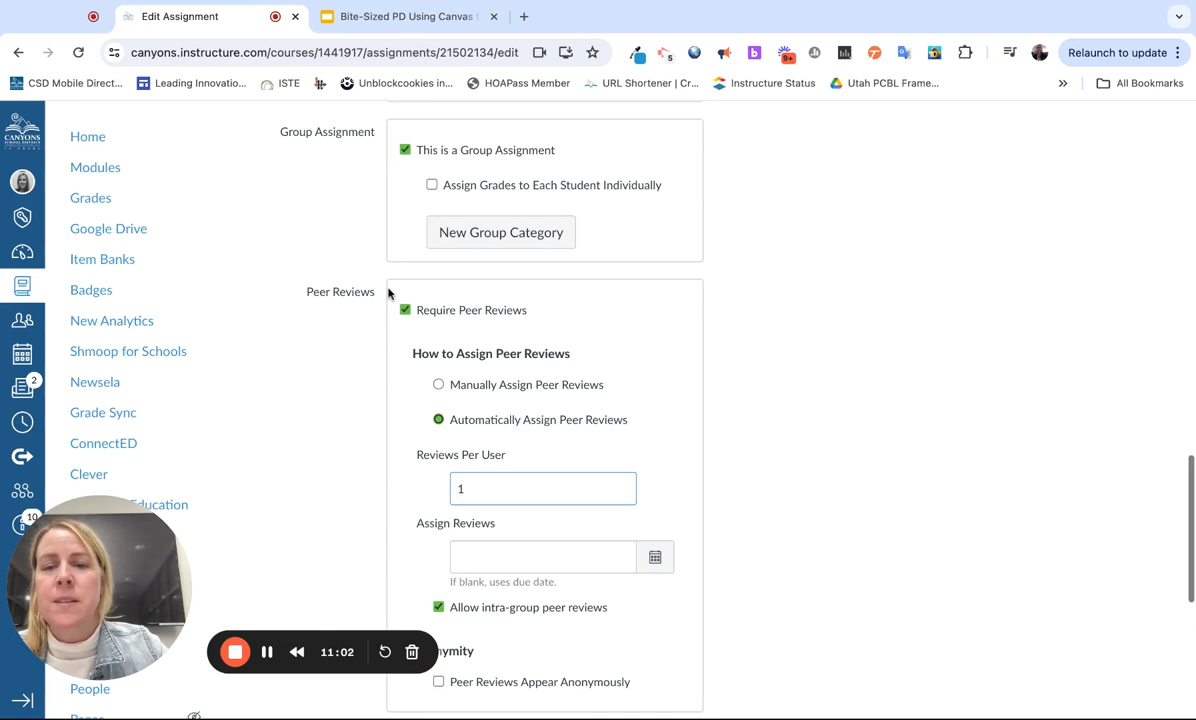 Edit Assignment
Bite-Sized PD Using Canvas t
canyons.instructure.com/courses/1441917/assignments/21502134/edit
5
b
9+
Relaunch to update
CSD Mobile Direct...
Leading Innovatio...
ISTE
Unblockcookies in...
HOAPass Member
URL Shortener | Cr...
Instructure Status
Utah PCBL Frame...
All Bookmarks
CANYONS
SCHOOL DISTRICT
Home
Modules
Grades
Google Drive
Item Banks
Badges
New Analytics
Shmoop for Schools
Newsela
Grade Sync
ConnectED
Clever
Education
People
2
10
Group Assignment
This is a Group Assignment
Assign Grades to Each Student Individually
New Group Category
Peer Reviews
Require Peer Reviews
How to Assign Peer Reviews
Manually Assign Peer Reviews
Automatically Assign Peer Reviews
Reviews Per User
1
Assign Reviews
If blank, uses due date.
Allow intra-group peer reviews
11:02
nymity
Peer Reviews Appear Anonymously